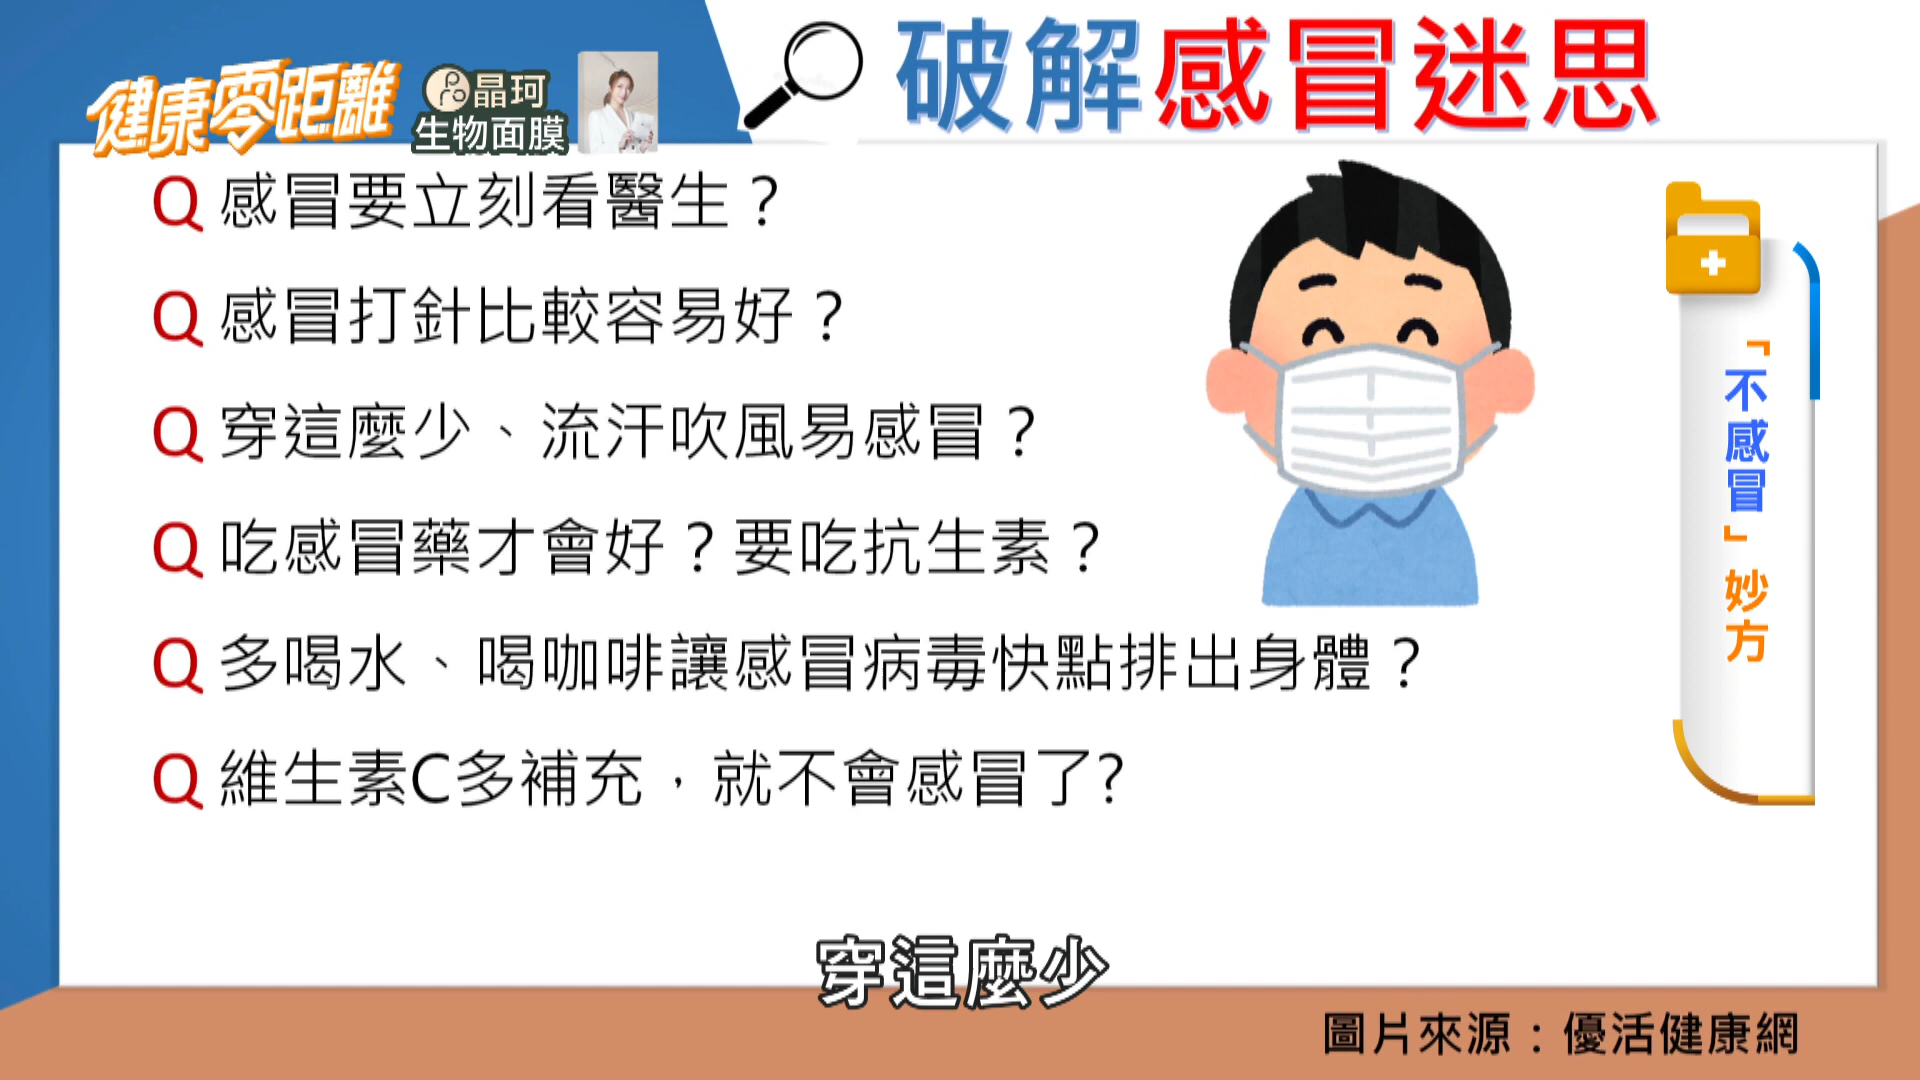 健康零距離
晶珂
生物面膜
破解感冒迷思
Q 感冒要立刻看醫生？
Q 感冒打針比較容易好？
Q 穿這麼少、流汗吹風易感冒？
Q 吃感冒藥才會好？要吃抗生素？
Q 多喝水、喝咖啡讓感冒病毒快點排出身體？
Q 維生素C多補充，就不會感冒了?
「不感冒」妙方
穿這麼少
圖片來源：優活健康網